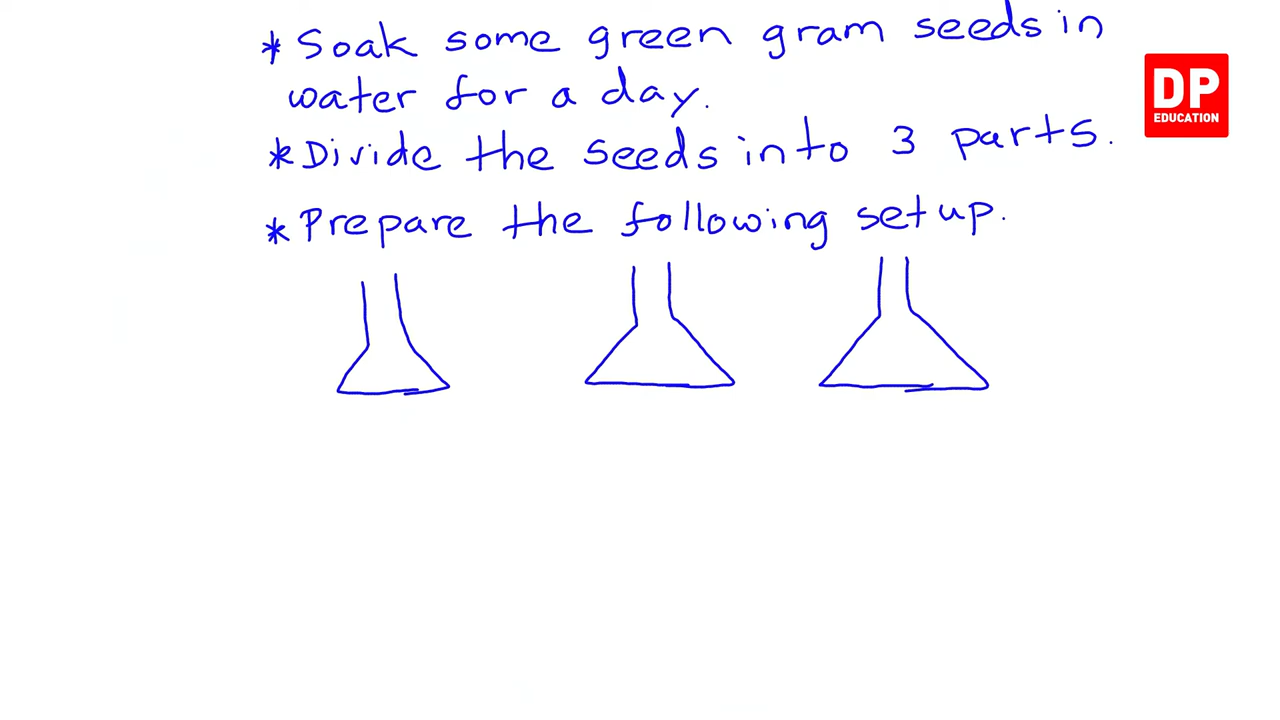 * Soak some green gram seeds in
water for a day.
* Divide the seeds into 3 parts.
* Prepare the following setup.
DP
EDUCATION